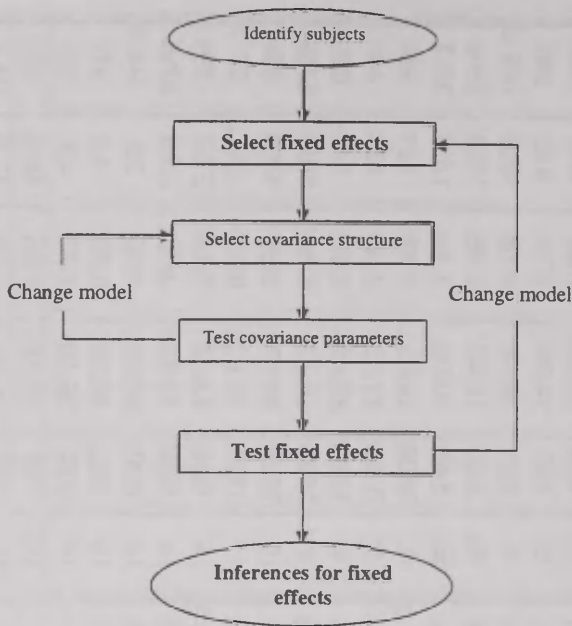 Identify subjects
Select fixed effects
Select covariance structure
Change model
Change model
Test covariance parameters
Test fixed effects
Inferences for fixed
effects